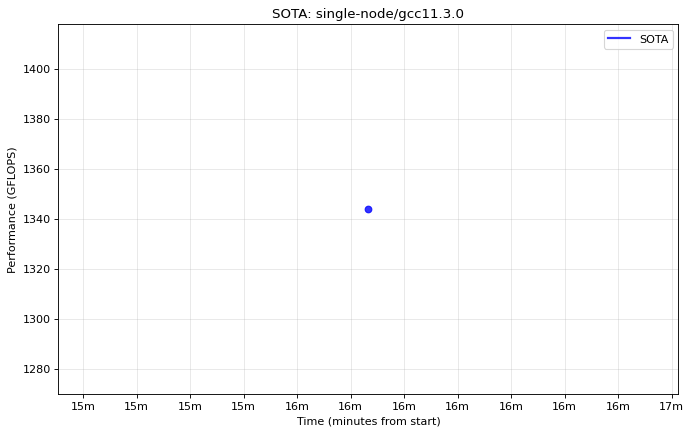 SOTA: single-node/gcc11.3.0
SOTA
Performance (GFLOPS)
1400
1380
1360
1340
1320
1300
1280
15m 15m 15m 15m 16m 16m 16m 16m 16m 16m 16m 17m
Time (minutes from start)